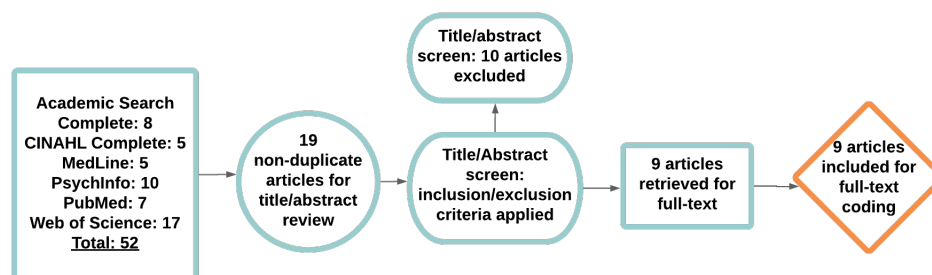 Academic Search
Complete: 8
CINAHL Complete: 5
MedLine: 5
PsychInfo: 10
PubMed: 7
Web of Science: 17
Total: 52
19
non-duplicate
articles for
title/abstract
review
Title/abstract
screen: 10 articles
excluded
Title/Abstract
screen:
inclusion/exclusion
criteria applied
9 articles
retrieved for
full-text
9 articles
included for
full-text
coding